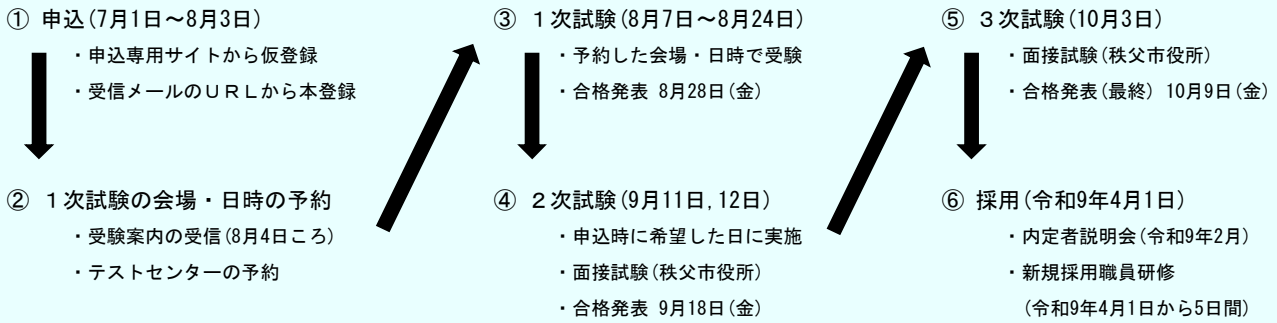 ① 申込(7月1日～8月3日)
・申込専用サイトから仮登録
・受信メールのＵＲＬから本登録
② １次試験の会場・日時の予約
・受験案内の受信(8月4日ころ)
・テストセンターの予約
③ １次試験(8月7日～8月24日)
・予約した会場・日時で受験
・合格発表 8月28日(金)
④ ２次試験(9月11日,12日)
・申込時に希望した日に実施
・面接試験(秩父市役所)
・合格発表 9月18日(金)
⑤ ３次試験(10月3日)
・面接試験(秩父市役所)
・合格発表(最終) 10月9日(金)
⑥ 採用(令和9年4月1日)
・内定者説明会(令和9年2月)
・新規採用職員研修
(令和9年4月1日から5日間)